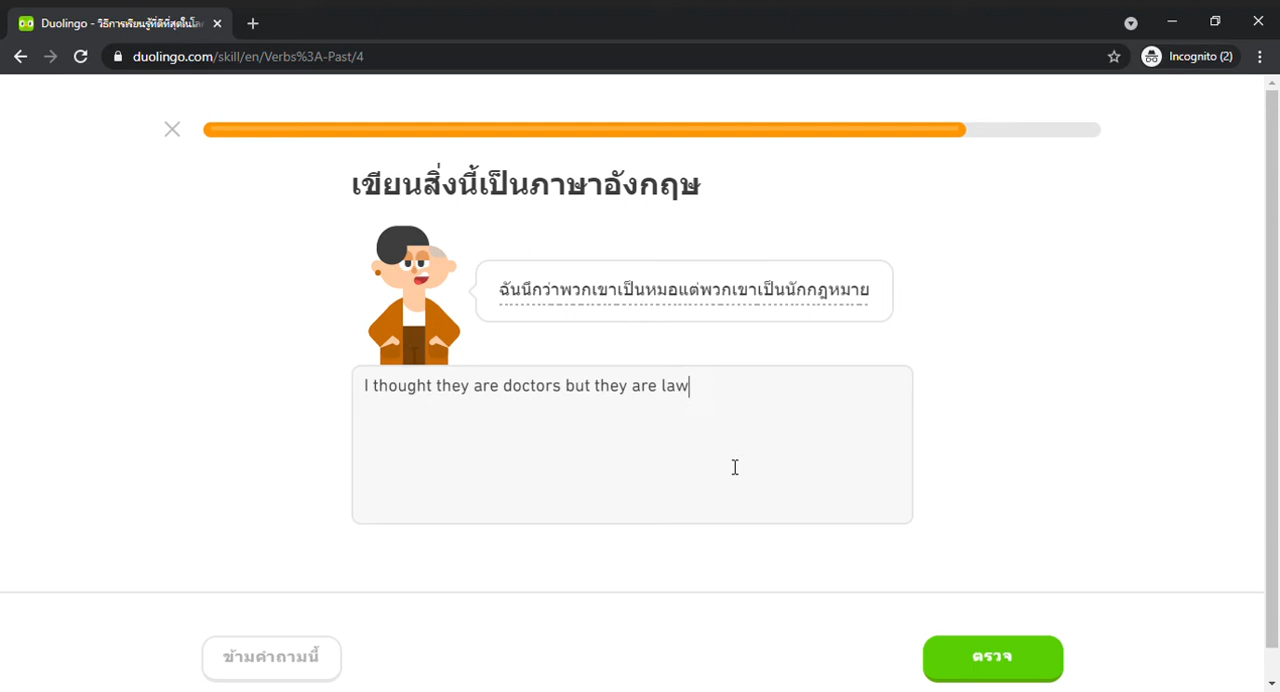 Duolingo - วิธีการเรียนรู้ที่ดีที่สุดในโล
duolingo.com/skill/en/Verbs%3A-Past/4
Incognito (2)
เขียนสิ่งนี้เป็นภาษาอังกฤษ
ฉันนึกว่าพวกเขาเป็นหมอแต่พวกเขาเป็นนักกฎหมาย
I thought they are doctors but they are law
ข้ามคำถามนี้
ตรวจ